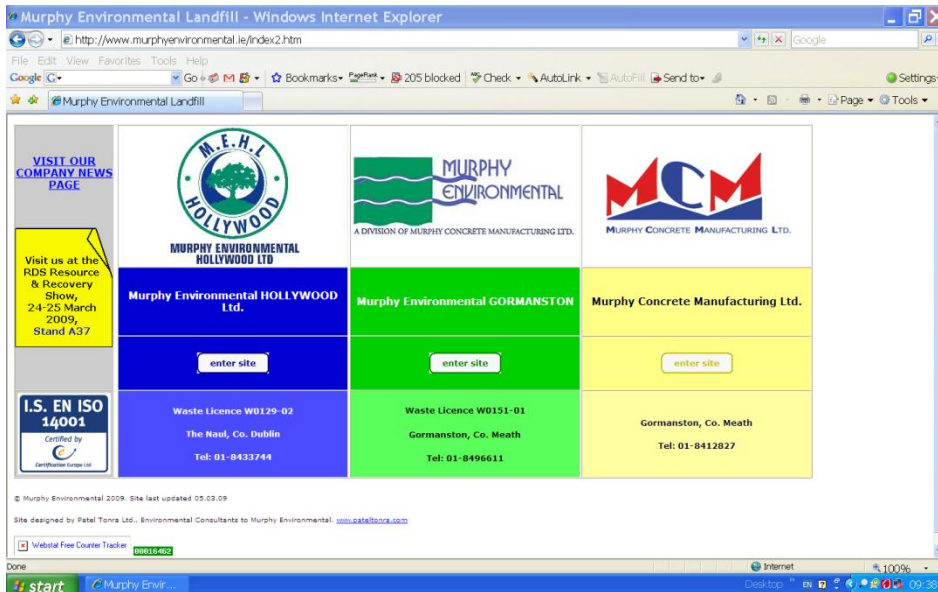 Murphy Environmental Landfill - Windows Internet Explorer
http://www.murphyenvironmental.ie/index2.htm
Google
File Edit View Favorites Tools Help
Google G Go M Bookmarks PageRank 205 blocked Check AutoLink AutoFill Send to Settings
Murphy Environmental Landfill
Page Tools
VISIT OUR
COMPANY NEWS
PAGE
Visit us at the
RDS Resource
& Recovery
Show,
24-25 March
2009,
Stand A37
I.S. EN ISO
14001
Certified by
Certification Europe Ltd
M.E.H.L
HOLLYWOOD
MURPHY ENVIRONMENTAL
HOLLYWOOD LTD
Murphy Environmental HOLLYWOOD
Ltd.
enter site
Waste Licence W0129-02
The Naul, Co. Dublin
Tel: 01-8433744
MURPHY
ENVIRONMENTAL
A DIVISION OF MURPHY CONCRETE MANUFACTURING LTD.
Murphy Environmental GORMANSTON
enter site
Waste Licence W0151-01
Gormanston, Co. Meath
Tel: 01-8496611
MCM
MURPHY CONCRETE MANUFACTURING LTD.
Murphy Concrete Manufacturing Ltd.
enter site
Gormanston, Co. Meath
Tel: 01-8412827
© Murphy Environmental 2009. Site last updated 05.03.09
Site designed by Patel Tonra Ltd., Environmental Consultants to Murphy Environmental. www.pateltonra.com
Webstat Free Counter Tracker 00016462
Done Internet 100%
start Murphy Envir... Desktop EN 09:38